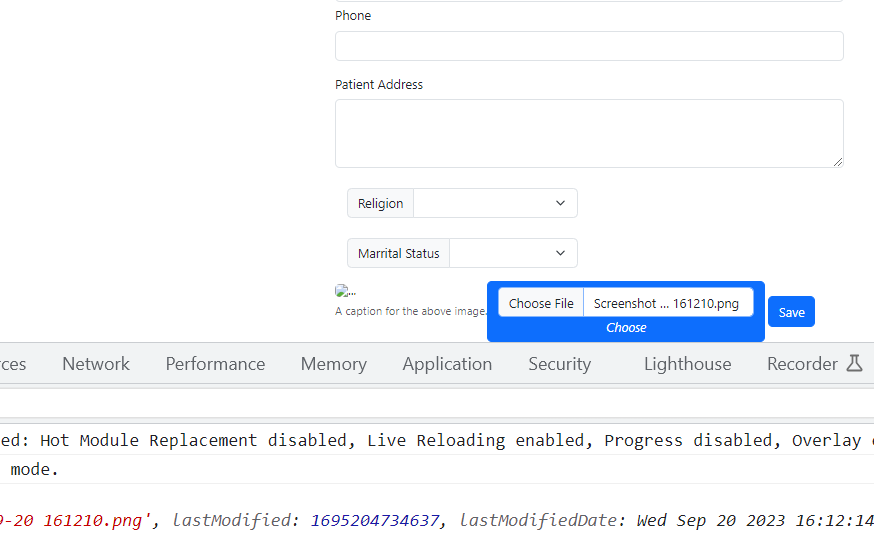 Phone
Patient Address
Religion
Marrital Status
...
A caption for the above image.
Choose File Screenshot ... 161210.png
Choose
Save
ces Network Performance Memory Application Security Lighthouse Recorder
ed: Hot Module Replacement disabled, Live Reloading enabled, Progress disabled, Overlay
mode.
9-20 161210.png', lastModified: 1695204734637, lastModifiedDate: Wed Sep 20 2023 16:12:14